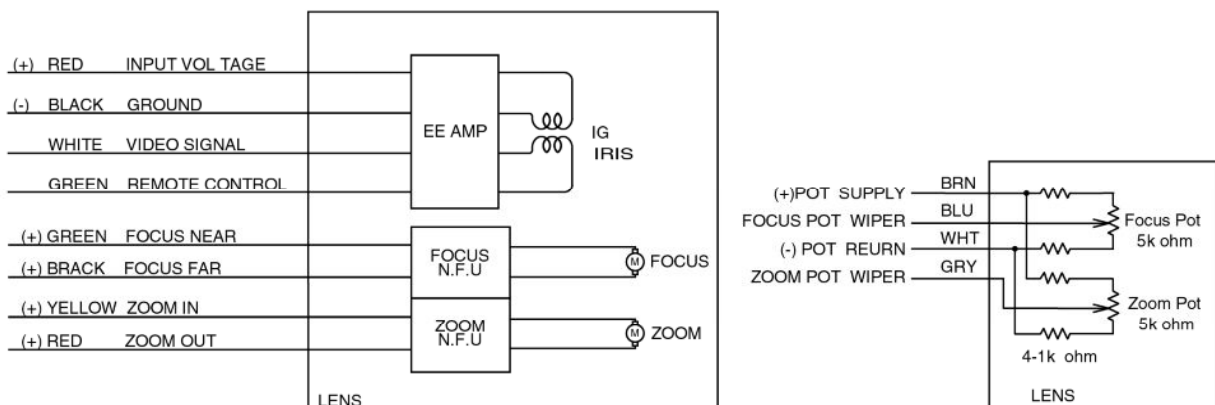 (+) RED INPUT VOL TAGE
(-) BLACK GROUND
WHITE VIDEO SIGNAL
GREEN REMOTE CONTROL
EE AMP
IG
IRIS
(+) GREEN FOCUS NEAR
(+) BRACK FOCUS FAR
(+) YELLOW ZOOM IN
(+) RED ZOOM OUT
FOCUS
N.F.U
ZOOM
N.F.U
M FOCUS
M ZOOM
LENS
(+)POT SUPPLY BRN
FOCUS POT WIPER BLU
(-) POT REURN WHT
ZOOM POT WIPER GRY
Focus Pot
5k ohm
Zoom Pot
5k ohm
4-1k ohm
LENS